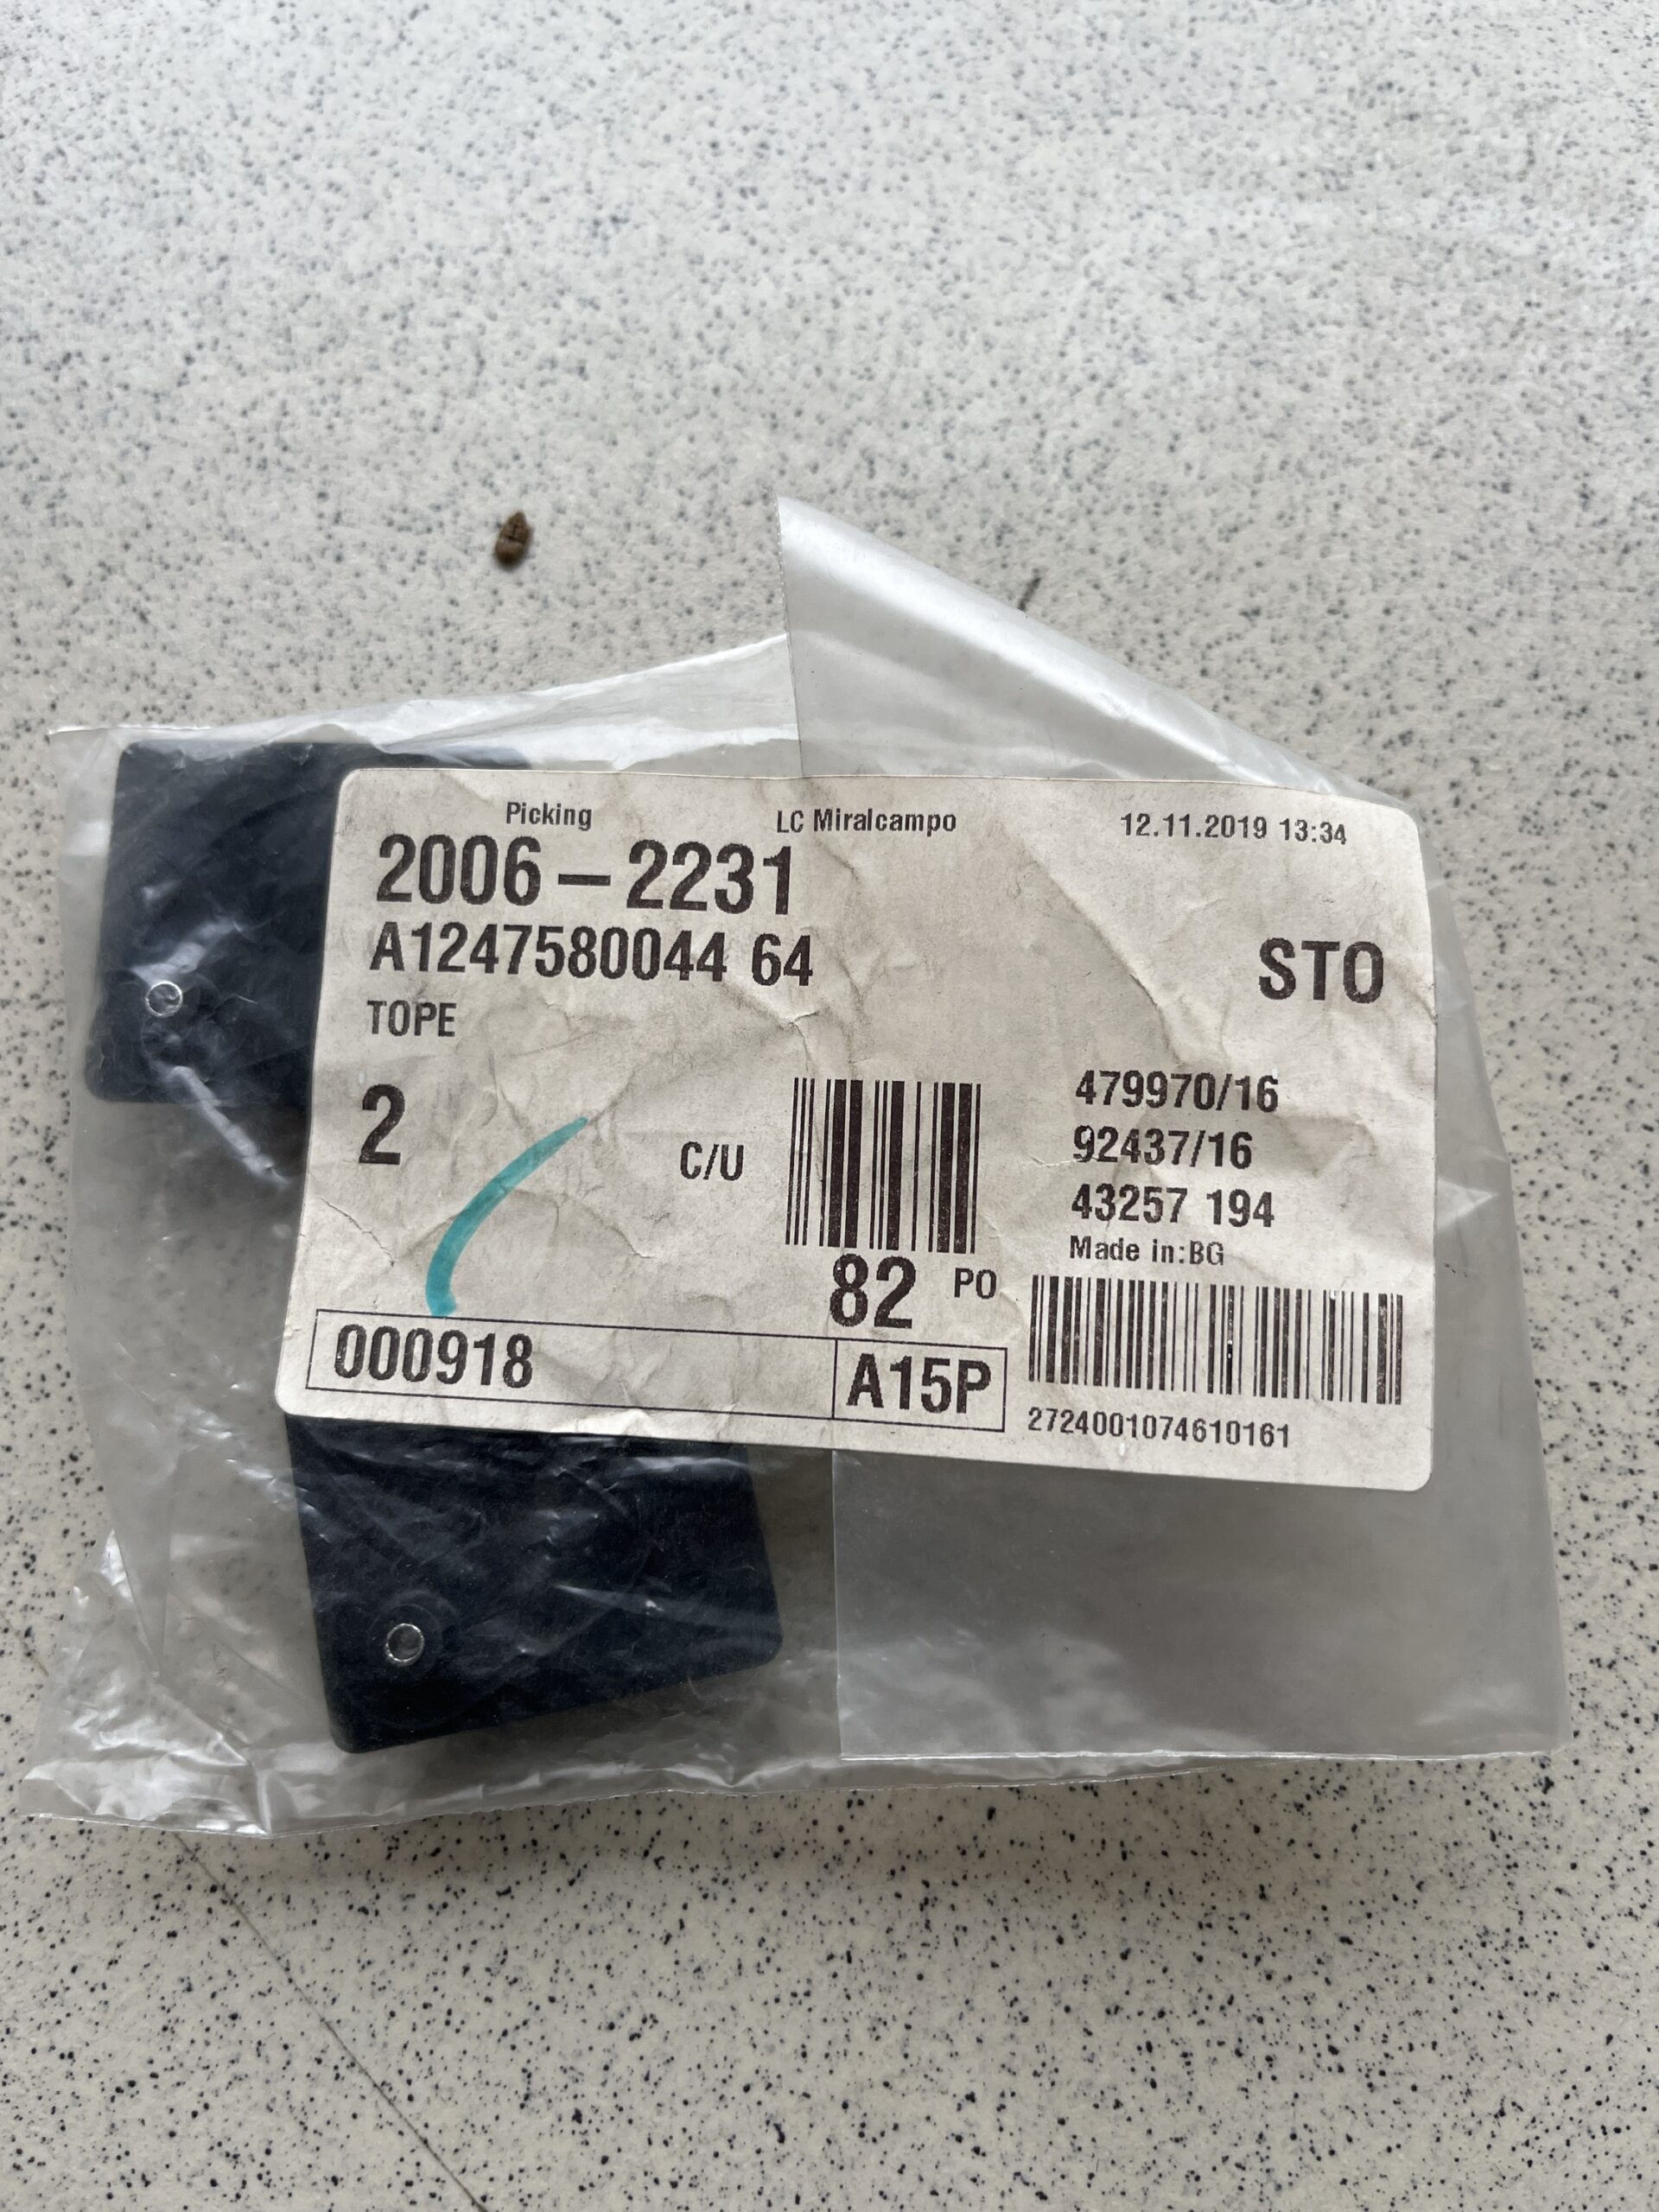 Picking LC Miralcampo 12.11.2019 13:34
2006-2231
A1247580044 64
STO
TOPE
2
C/U
479970/16
92437/16
43257 194
Made in:BG
82 PO
000918 A15P
2724001074610161